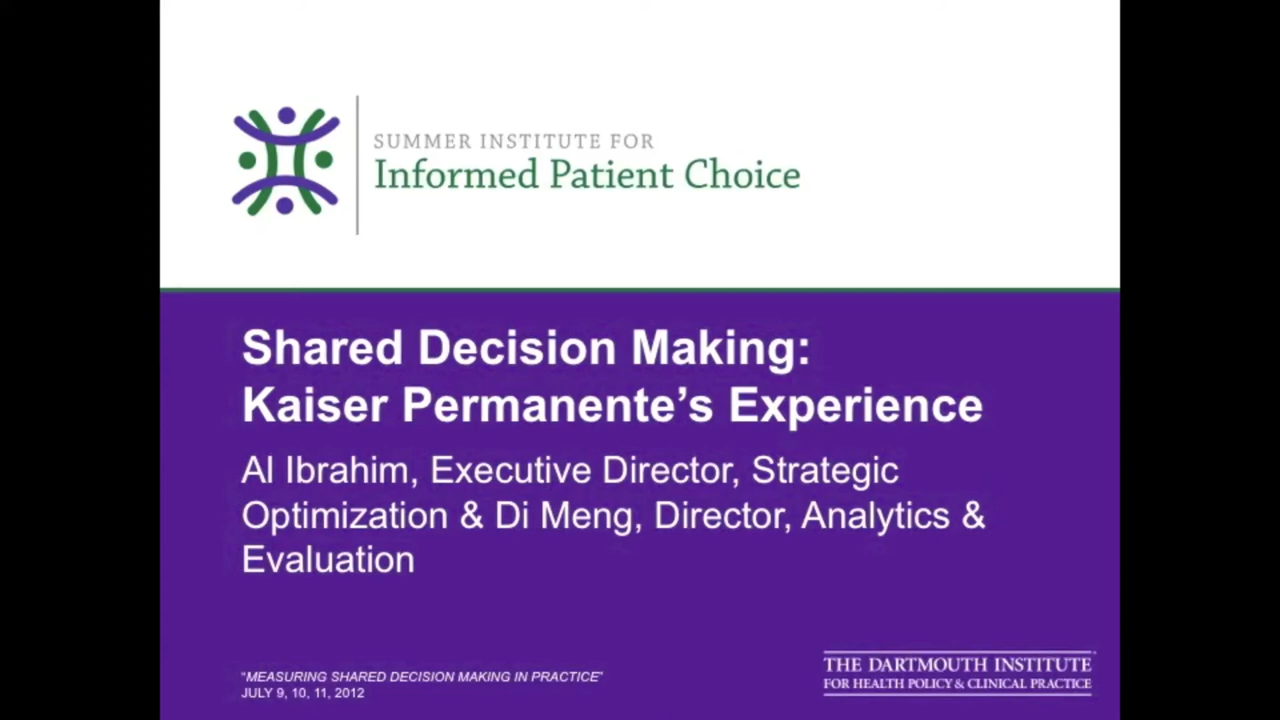 SUMMER INSTITUTE FOR
Informed Patient Choice
Shared Decision Making:
Kaiser Permanente’s Experience
Al Ibrahim, Executive Director, Strategic
Optimization & Di Meng, Director, Analytics &
Evaluation
“MEASURING SHARED DECISION MAKING IN PRACTICE”
JULY 9, 10, 11, 2012
THE DARTMOUTH INSTITUTE
FOR HEALTH POLICY & CLINICAL PRACTICE